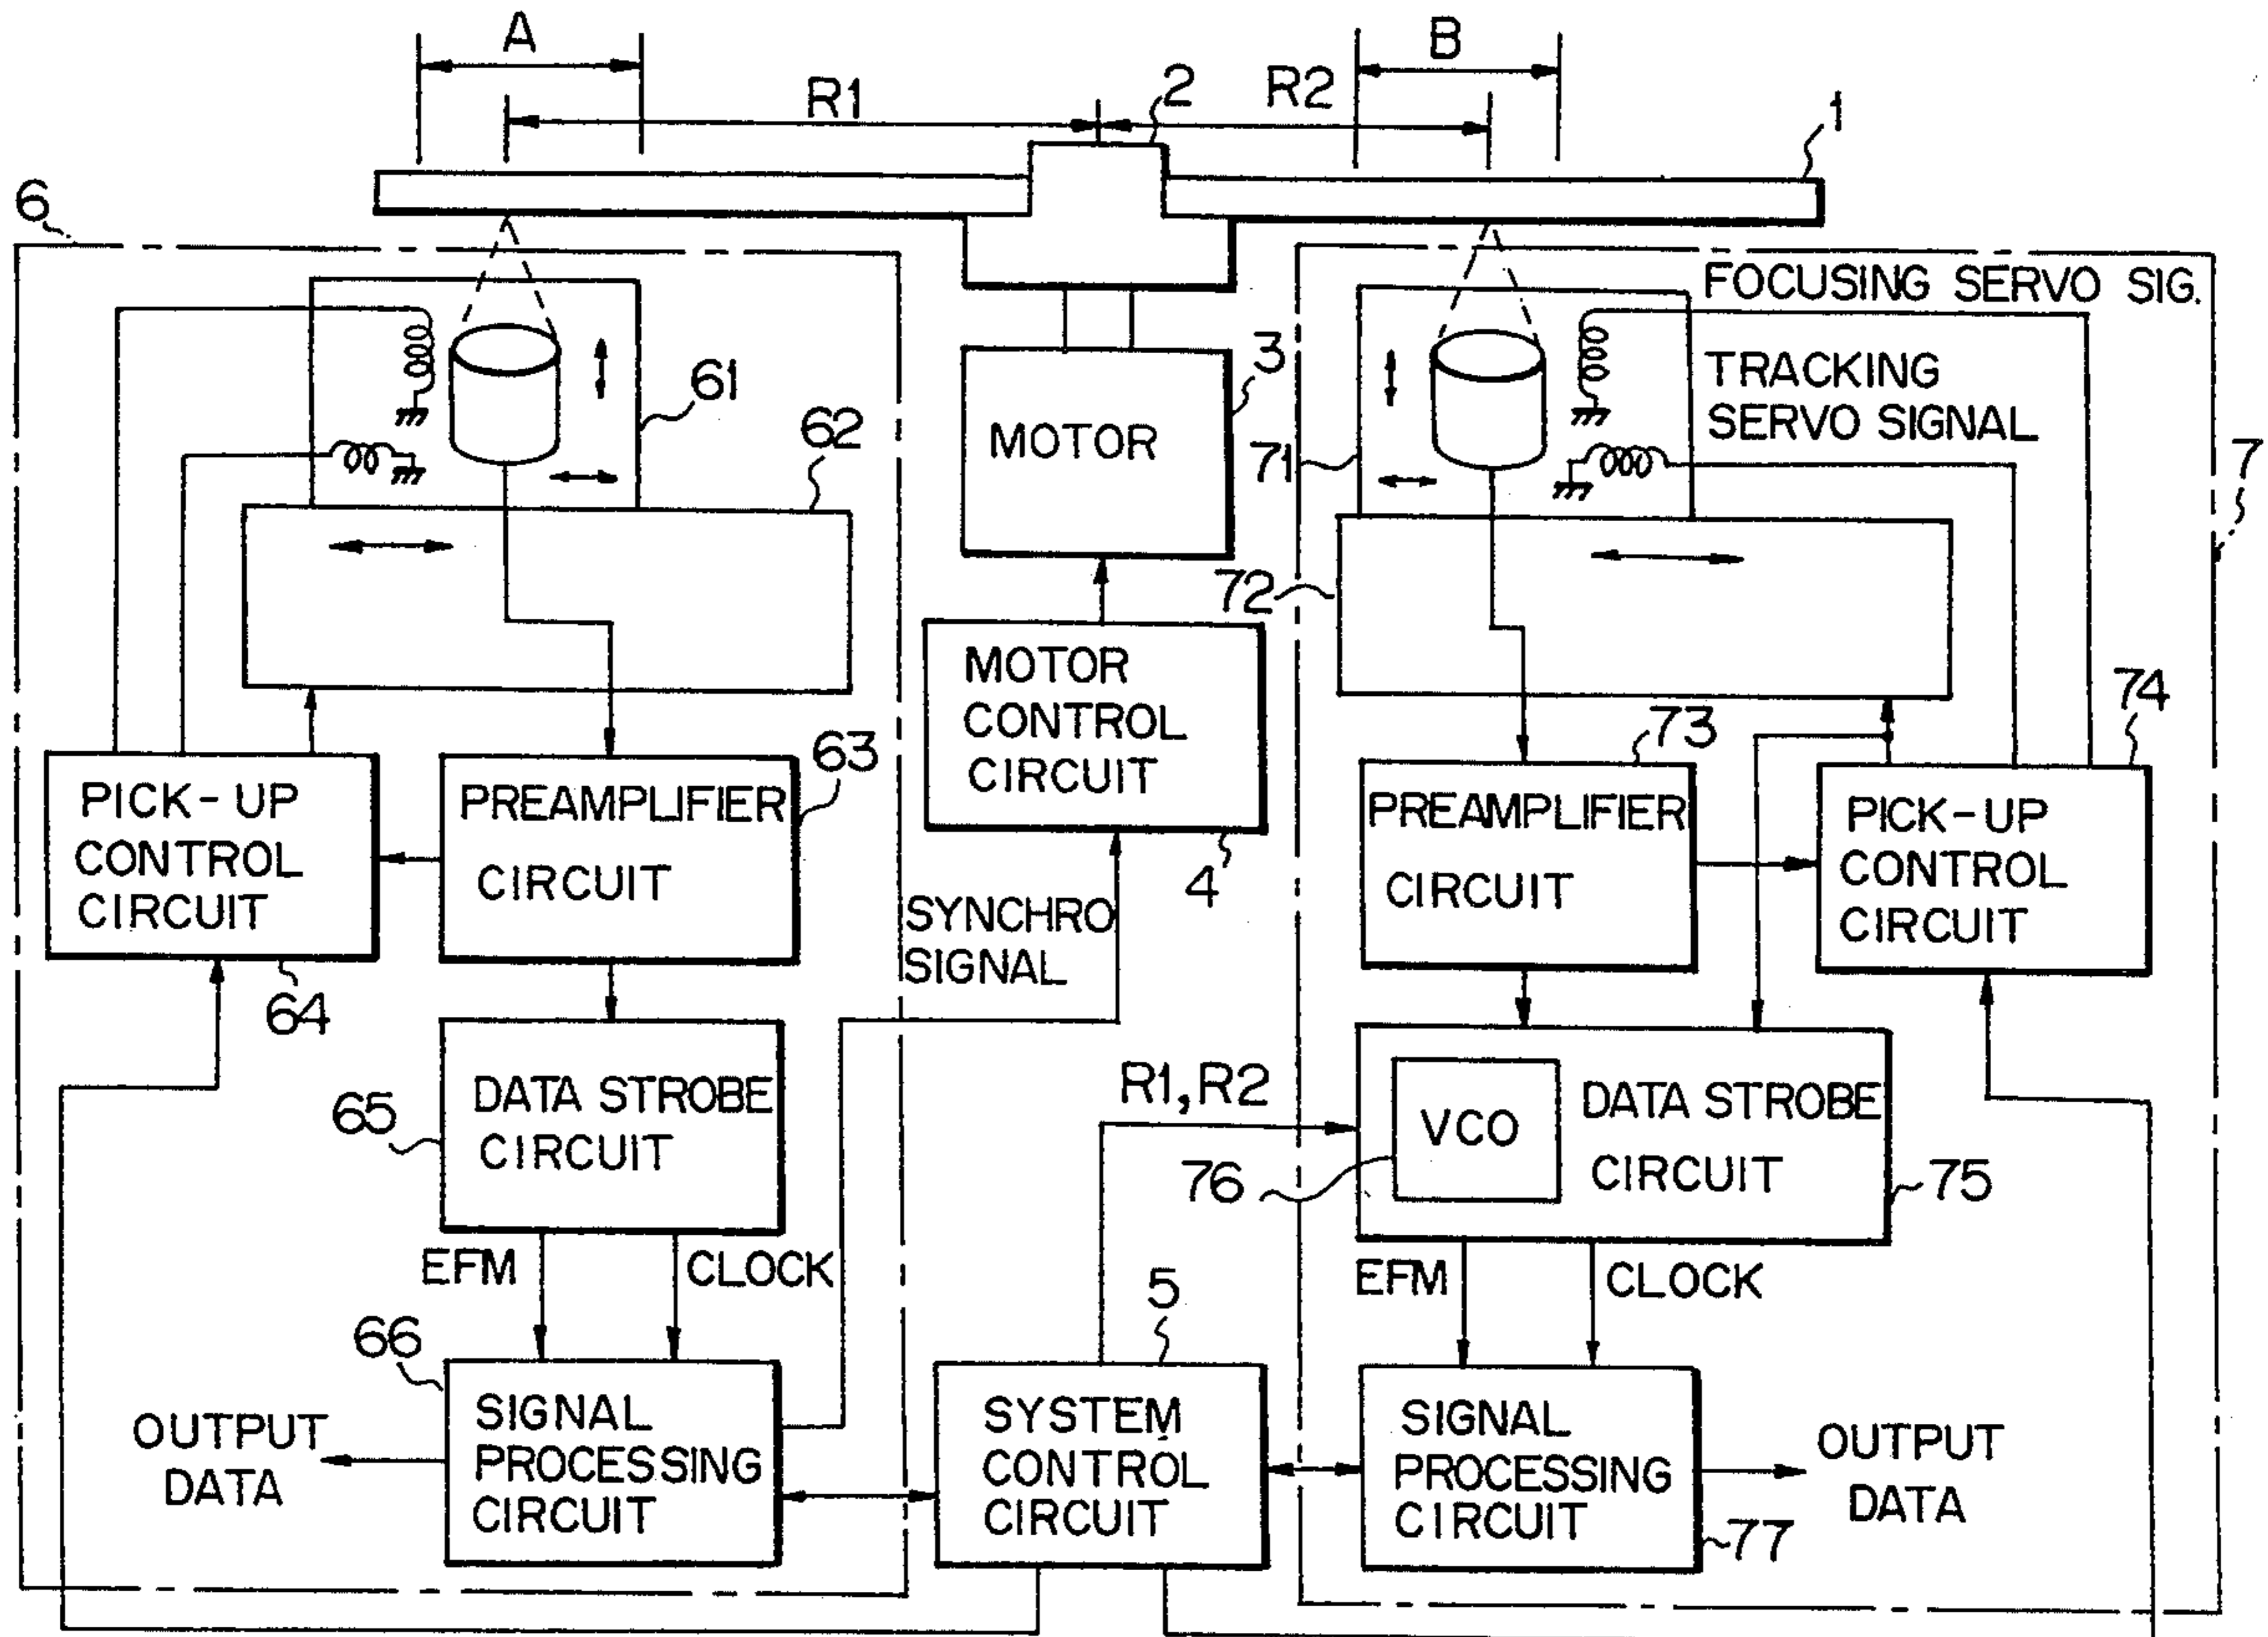 A
B
R1
2
R2
1
6
FOCUSING SERVO SIG.
61
3
TRACKING
SERVO SIGNAL
62
MOTOR
71
7
72
MOTOR
CONTROL
CIRCUIT
63
73
74
PICK-UP
CONTROL
CIRCUIT
PREAMPLIFIER
CIRCUIT
PREAMPLIFIER
CIRCUIT
PICK-UP
CONTROL
CIRCUIT
4
SYNCHRO
SIGNAL
64
65
DATA STROBE
CIRCUIT
R1, R2
VCO
DATA STROBE
CIRCUIT
76
75
EFM
CLOCK
EFM
CLOCK
66
5
SIGNAL
PROCESSING
CIRCUIT
SYSTEM
CONTROL
CIRCUIT
SIGNAL
PROCESSING
CIRCUIT
OUTPUT
DATA
OUTPUT
DATA
77